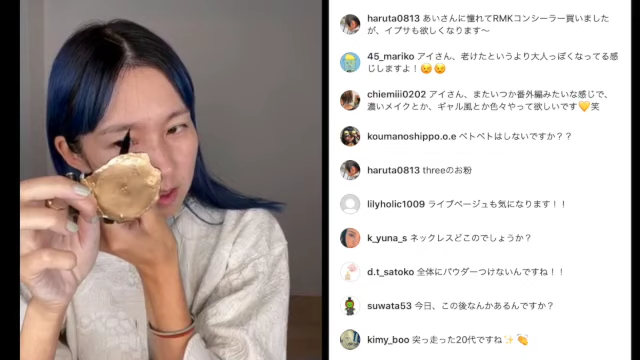 haruta0813 あいさんに憧れてRMKコンシーラー買いました
が、イプサも欲しくなります〜
45_mariko アイさん、老けたというより大人っぽくなってる感
じしますよ！😉😉
chiemiii0202 アイさん、またいつか番外編みたいな感じで、
濃いメイクとか、ギャル風とか色々やって欲しいです🧡笑
koumanoshippo.o.e ベトベトはしないですか？？
haruta0813 threeのお粉
lilyholic1009 ライブベージュも気になります！！
k_yuna_s ネックレスどこのでしょうか？
d.t_satoko 全体にパウダーつけないんですね！！
suwata53 今日、この後なんかあるんですか？
kimy_boo 突っ走った20代ですね✨👏